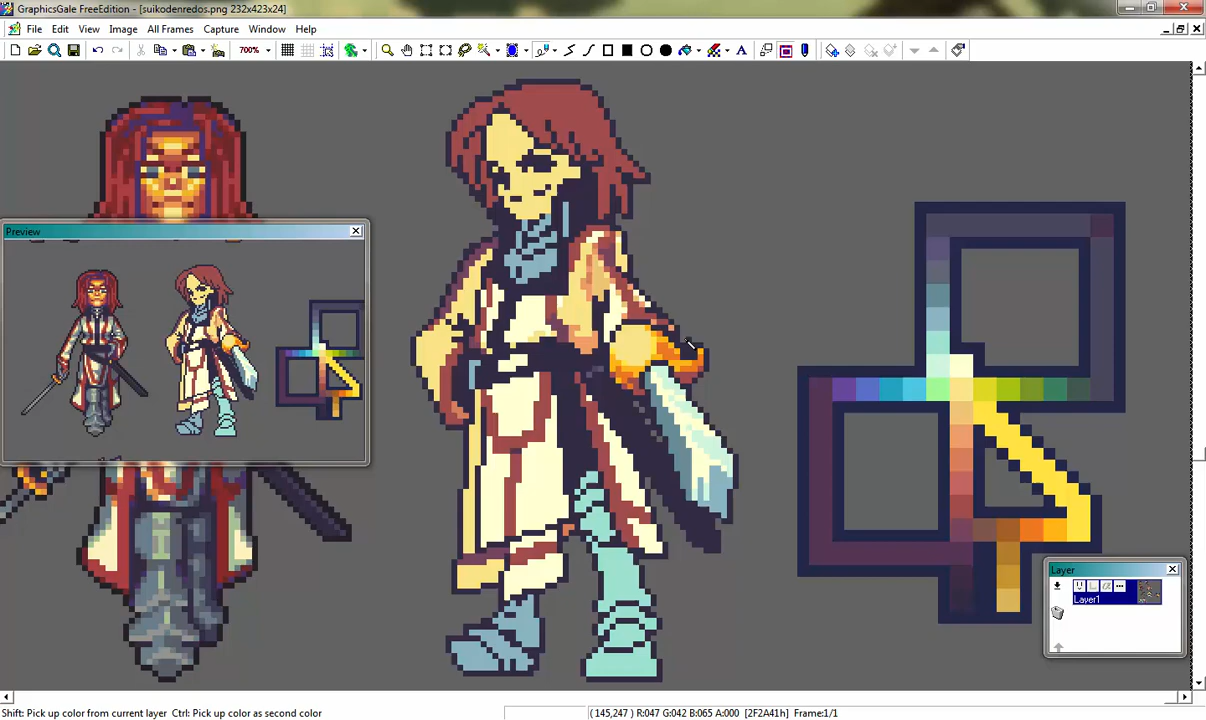 GraphicsGale FreeEdition - [suikodenredos.png 232x423x24]
File Edit View Image All Frames Capture Window Help
700%
A
Preview
Layer
Layer1
Shift: Pick up color from current layer Ctrl: Pick up color as second color
( 145,247 ) R:047 G:042 B:065 A:000 [2F2A41h] Frame:1/1